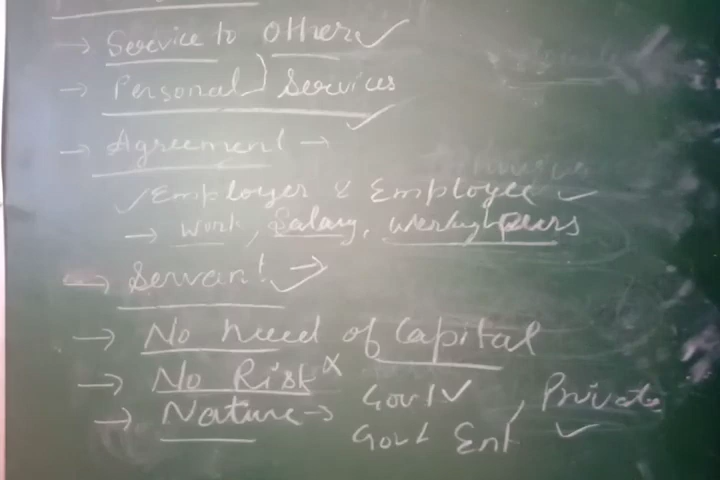 → Service to others ✓
→ Personal) Services
→ Agreement →
✓ Employer & Employee ✓
→ Work, Salary, Working hours
→ Servant →
→ No need of Capital
→ No Risk x
→ Nature → Govt ✓, Private
Govt Ent ✓